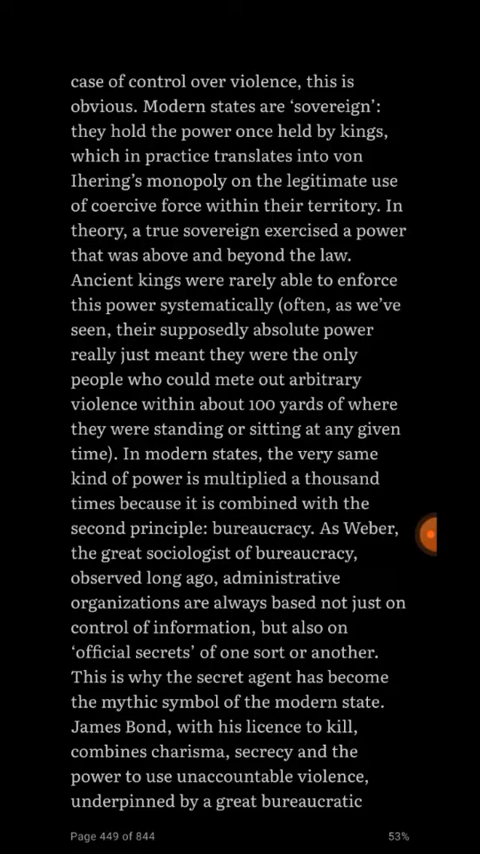 case of control over violence, this is
obvious. Modern states are ‘sovereign’:
they hold the power once held by kings,
which in practice translates into von
Ihering’s monopoly on the legitimate use
of coercive force within their territory. In
theory, a true sovereign exercised a power
that was above and beyond the law.
Ancient kings were rarely able to enforce
this power systematically (often, as we’ve
seen, their supposedly absolute power
really just meant they were the only
people who could mete out arbitrary
violence within about 100 yards of where
they were standing or sitting at any given
time). In modern states, the very same
kind of power is multiplied a thousand
times because it is combined with the
second principle: bureaucracy. As Weber,
the great sociologist of bureaucracy,
observed long ago, administrative
organizations are always based not just on
control of information, but also on
‘official secrets’ of one sort or another.
This is why the secret agent has become
the mythic symbol of the modern state.
James Bond, with his licence to kill,
combines charisma, secrecy and the
power to use unaccountable violence,
underpinned by a great bureaucratic
Page 449 of 844 53%